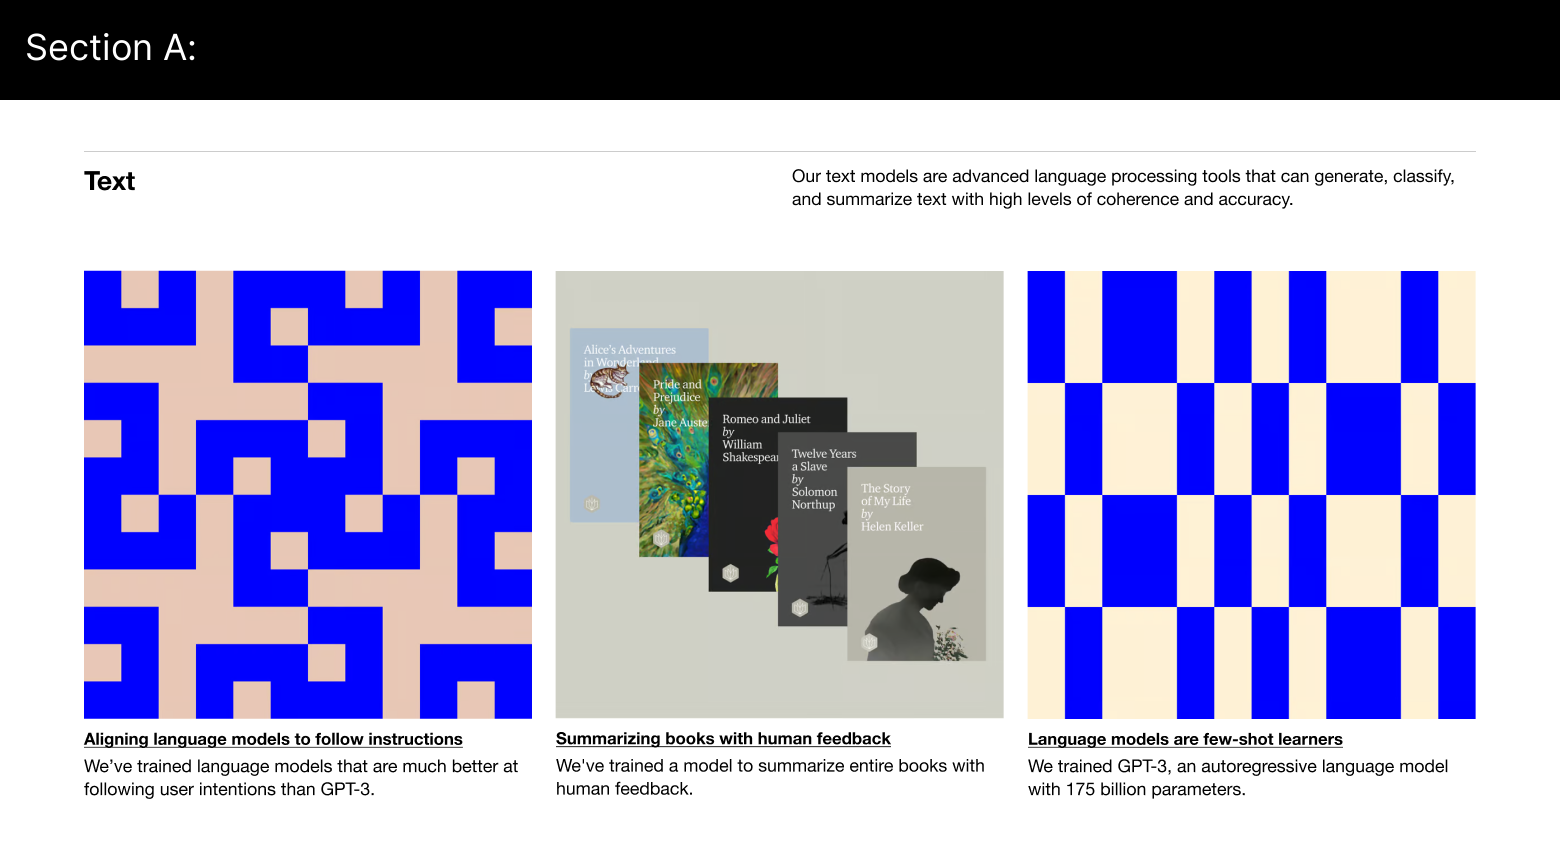 Section A:
Text
Our text models are advanced language processing tools that can generate, classify,
and summarize text with high levels of coherence and accuracy.
Alice's Adventures
in Wonderland
Pride and
Prejudice
by
Jane Auste
Romeo and Juliet
by
William
Shakespear
Twelve Years
a Slave
by
Solomon
Northup
The Story
of My Life
by
Helen Keller
Aligning language models to follow instructions
We’ve trained language models that are much better at
following user intentions than GPT-3.
Summarizing books with human feedback
We've trained a model to summarize entire books with
human feedback.
Language models are few-shot learners
We trained GPT-3, an autoregressive language model
with 175 billion parameters.